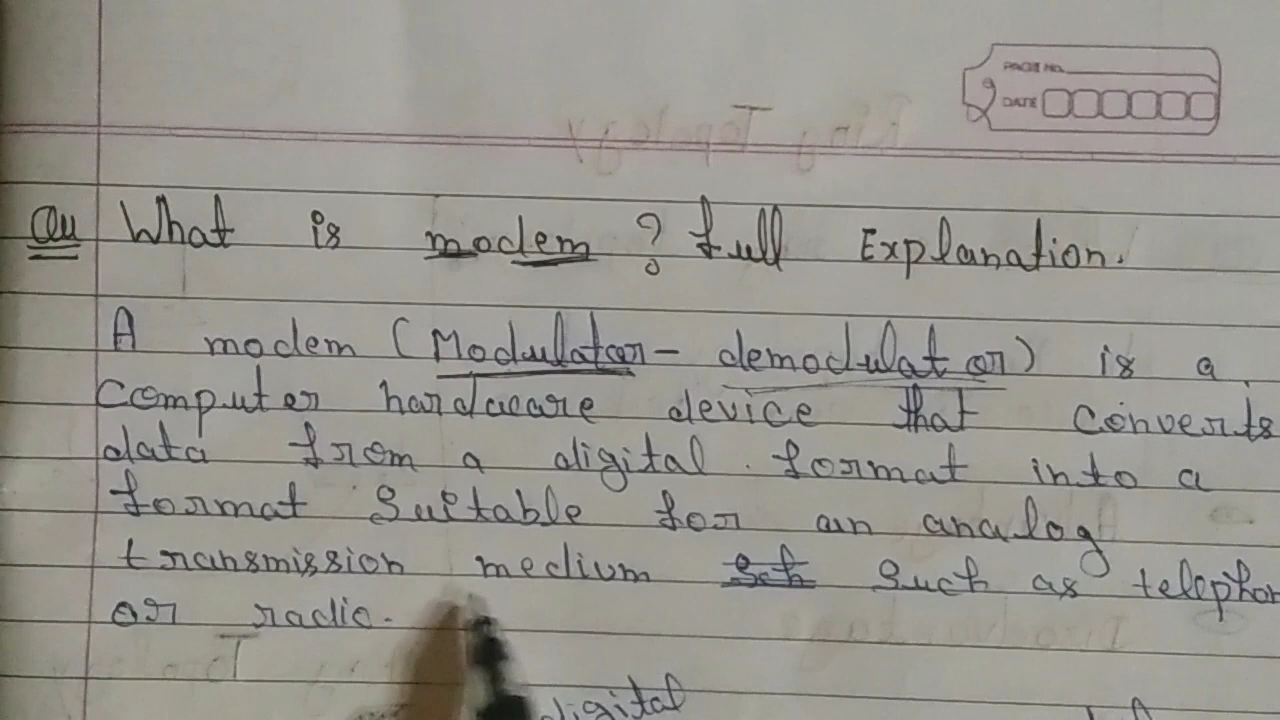 PAGE NO.
DATE
Qu What is modem? full Explanation.
A modem (Modulator - demodulator) is a
computer hardware device that converts
data from a digital format into a
format Suitable for an analog
transmission medium such as telephon
or radio.
digital